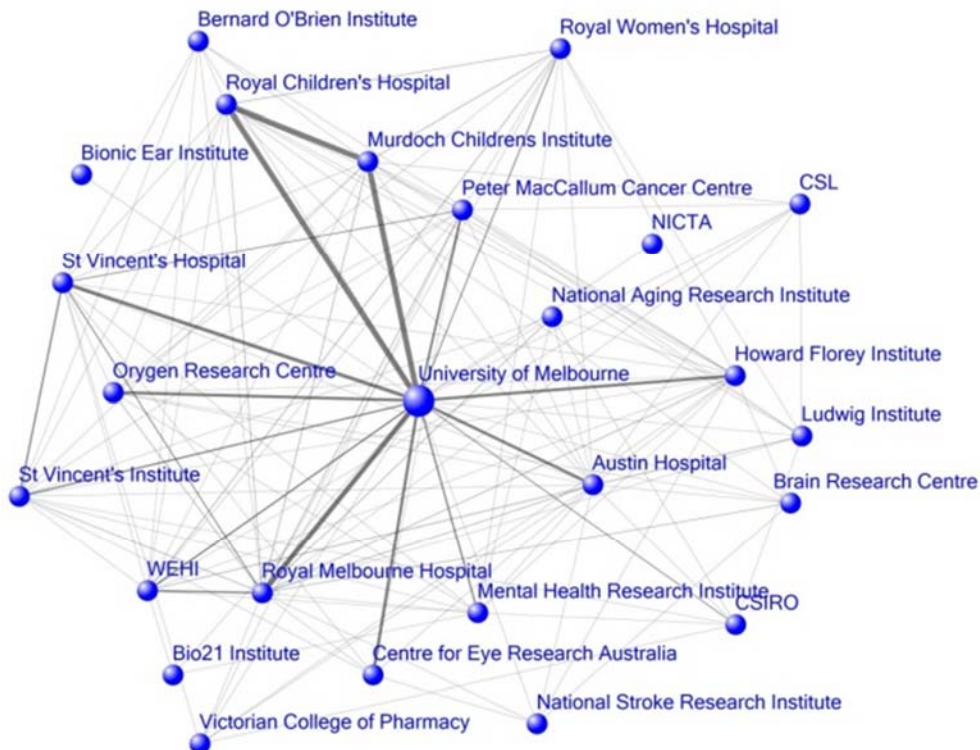 Bernard O'Brien Institute
Royal Women's Hospital
Royal Children's Hospital
Murdoch Childrens Institute
Bionic Ear Institute
Peter MacCallum Cancer Centre
CSL
NICTA
St Vincent's Hospital
National Aging Research Institute
Howard Florey Institute
Orygen Research Centre
University of Melbourne
Ludwig Institute
Austin Hospital
St Vincent's Institute
Brain Research Centre
WEHI
Royal Melbourne Hospital
Mental Health Research Institute
CSIRO
Bio21 Institute
Centre for Eye Research Australia
National Stroke Research Institute
Victorian College of Pharmacy